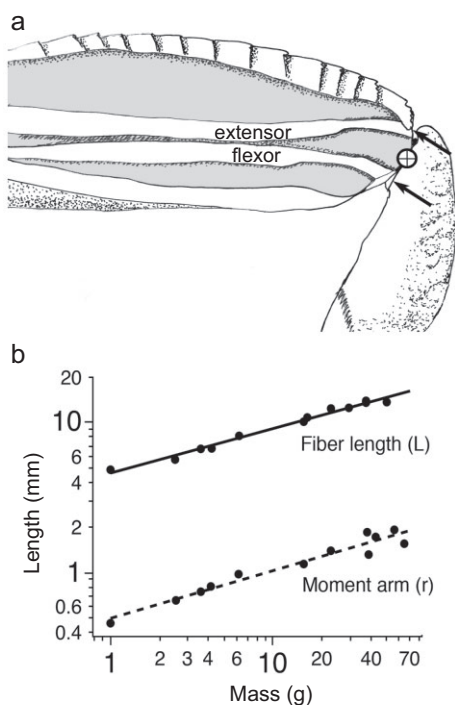 a
extensor
flexor
b
20
10
6
4
2
1
0.6
0.4
Length (mm)
Fiber length (L)
Moment arm (r)
1 2 3 4 10 20 40 70
Mass (g)